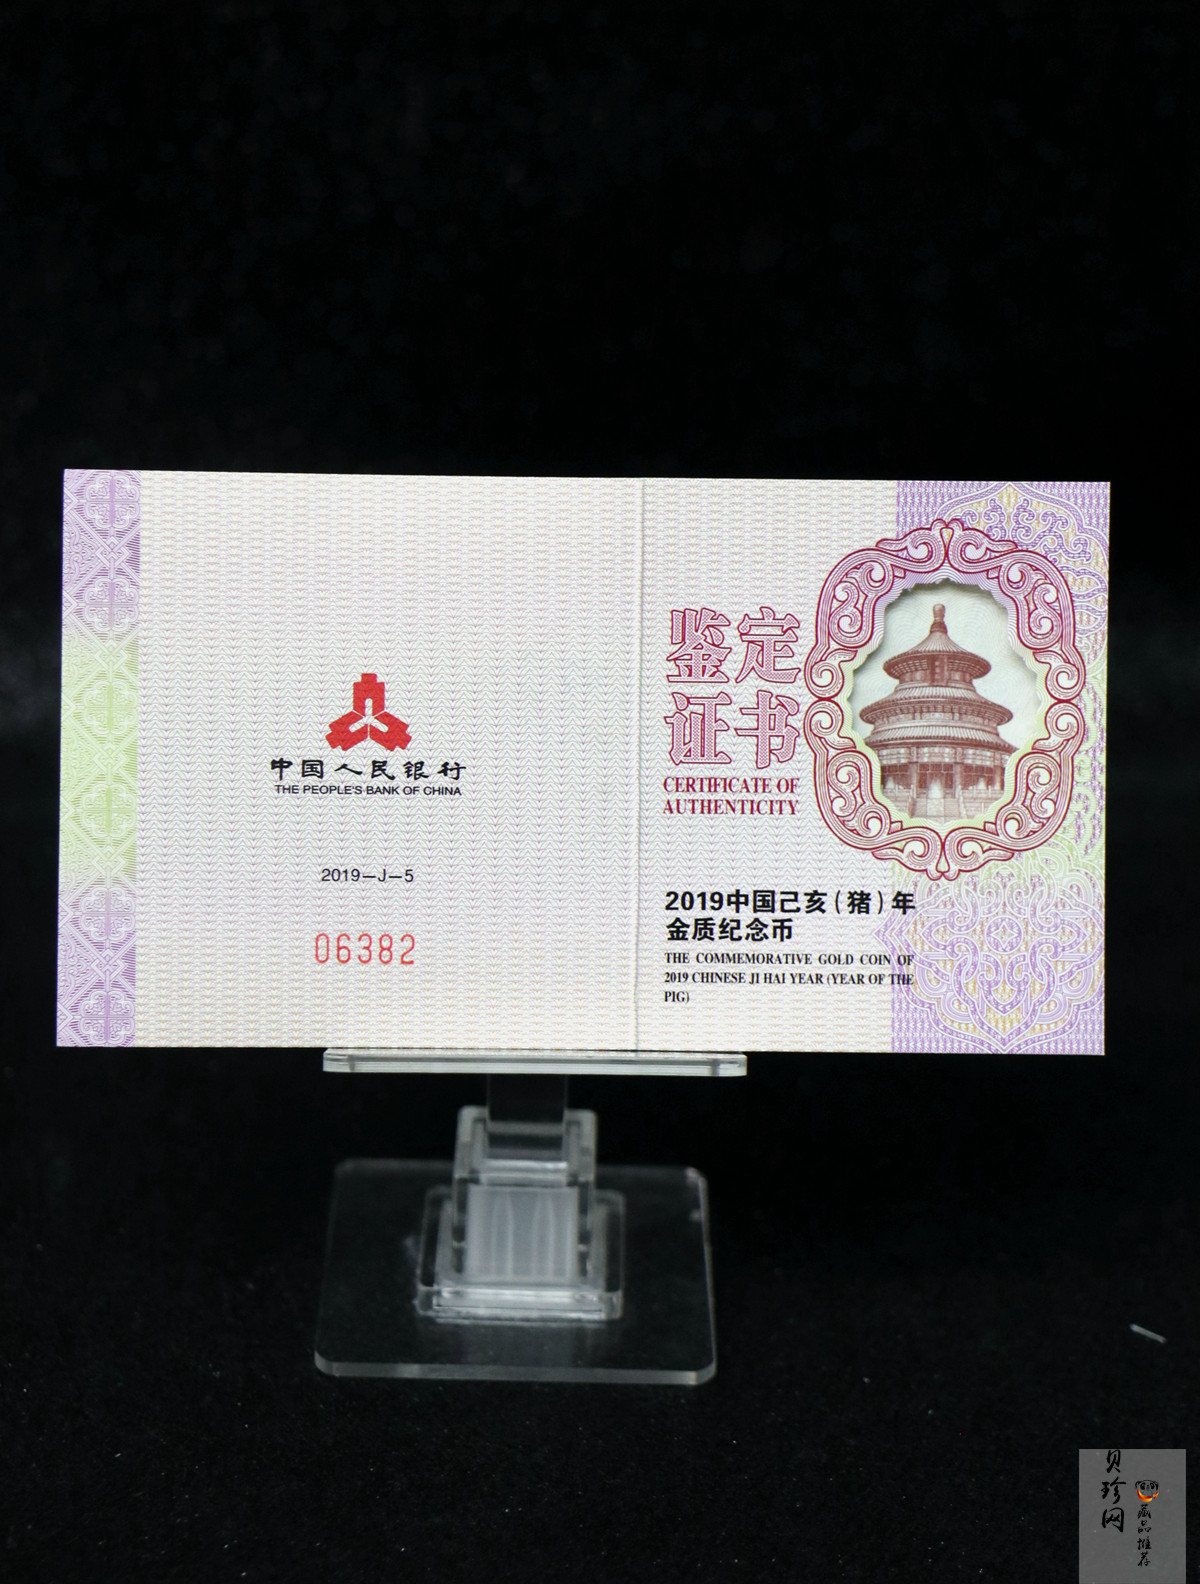 中国人民银行
THE PEOPLE'S BANK OF CHINA
2019-J-5
06382
鉴定
证书
CERTIFICATE OF
AUTHENTICITY
2019中国己亥(猪)年
金质纪念币
THE COMMEMORATIVE GOLD COIN OF
2019 CHINESE JI HAI YEAR (YEAR OF THE
PIG)
贝珍网
藏品推荐